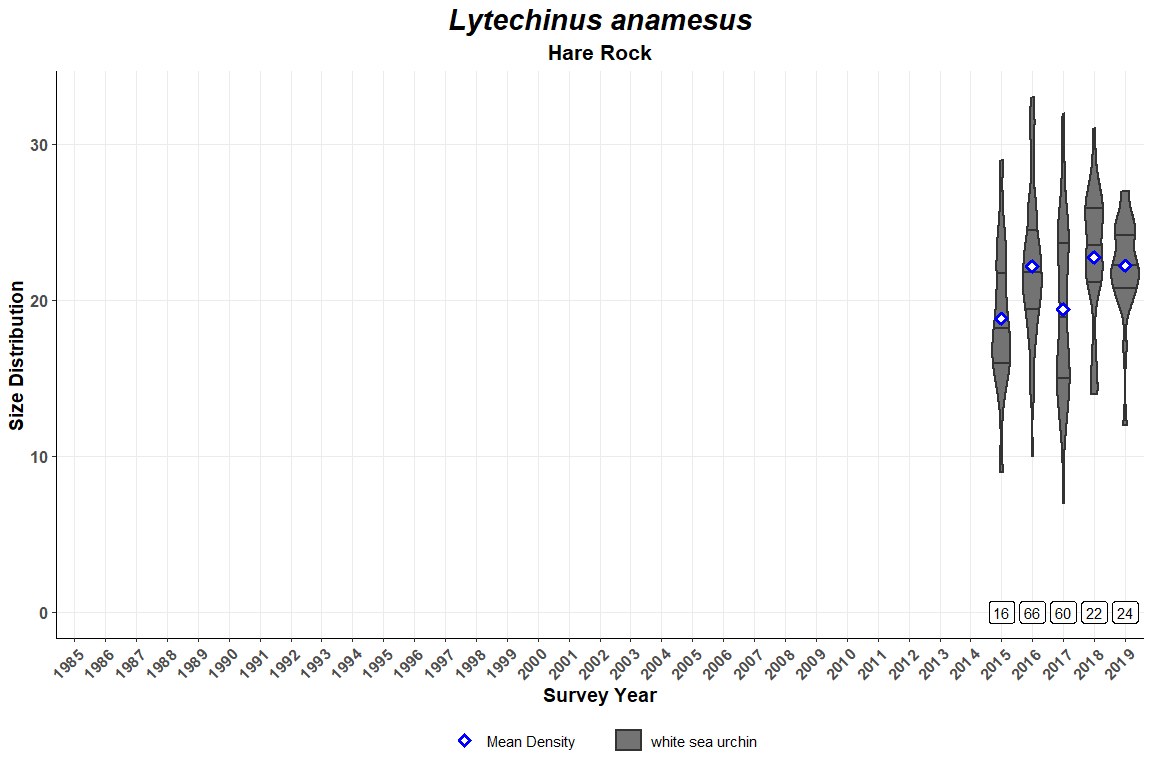 Lytechinus anamesus
Hare Rock
Size Distribution
30
20
10
0
16 66 60 22 24
1985 1986 1987 1988 1989 1990 1991 1992 1993 1994 1995 1996 1997 1998 1999 2000 2001 2002 2003 2004 2005 2006 2007 2008 2009 2010 2011 2012 2013 2014 2015 2016 2017 2018 2019
Survey Year
Mean Density white sea urchin